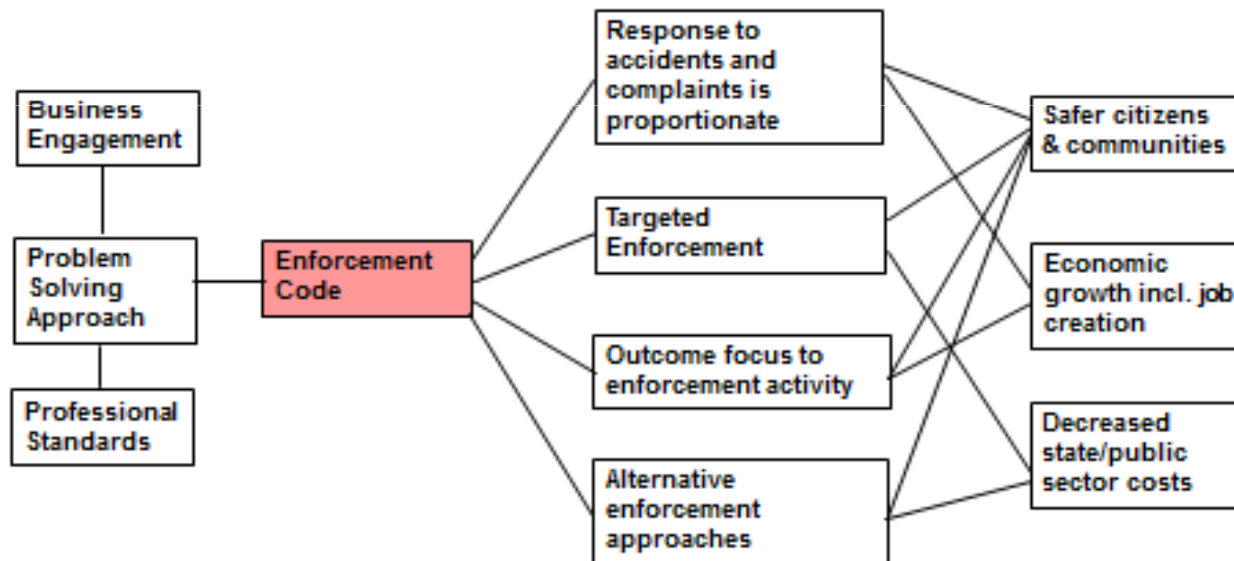 Business
Engagement
Problem
Solving
Approach
Professional
Standards
Enforcement
Code
Response to
accidents and
complaints is
proportionate
Targeted
Enforcement
Outcome focus to
enforcement activity
Alternative
enforcement
approaches
Safer citizens
& communities
Economic
growth incl. job
creation
Decreased
state/public
sector costs